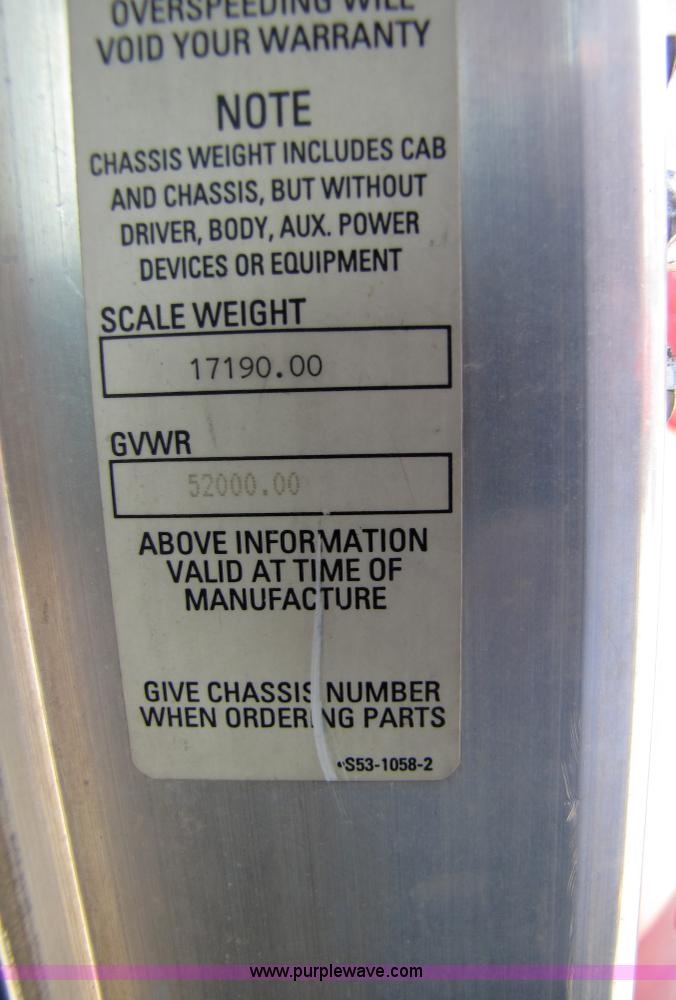 OVERSPEEDING WILL
VOID YOUR WARRANTY
NOTE
CHASSIS WEIGHT INCLUDES CAB
AND CHASSIS, BUT WITHOUT
DRIVER, BODY, AUX. POWER
DEVICES OR EQUIPMENT
SCALE WEIGHT
17190.00
GVWR
52000.00
ABOVE INFORMATION
VALID AT TIME OF
MANUFACTURE
GIVE CHASSIS NUMBER
WHEN ORDERING PARTS
•S53-1058-2
www.purplewave.com